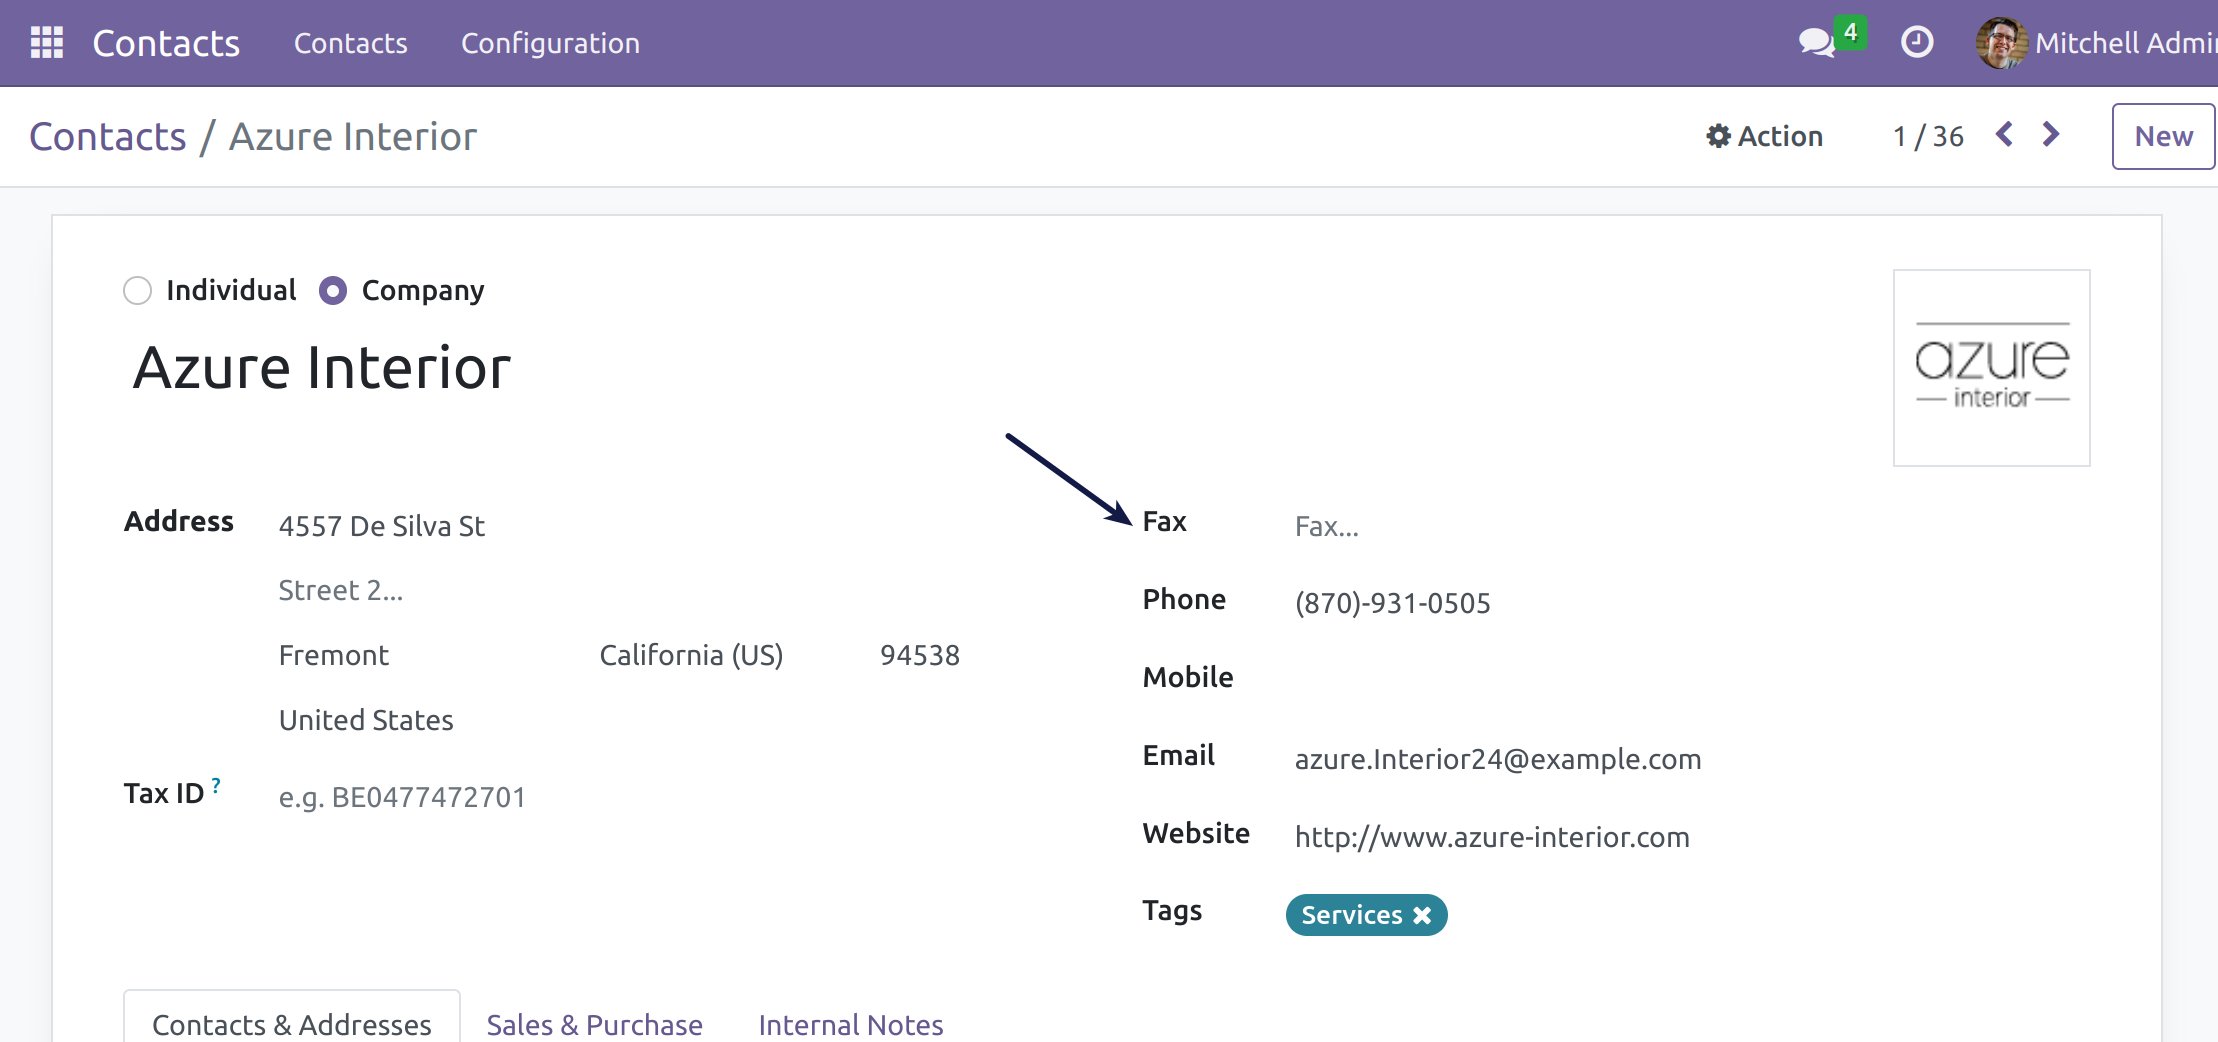 Contacts Contacts Configuration 4 Mitchell Admi
Contacts / Azure Interior Action 1 / 36 New
Individual Company
Azure Interior
azure
interior
Address 4557 De Silva St
Street 2...
Fremont California (US) 94538
United States
Tax ID ? e.g. BE0477472701
Fax Fax...
Phone (870)-931-0505
Mobile
Email azure.Interior24@example.com
Website http://www.azure-interior.com
Tags Services
Contacts & Addresses Sales & Purchase Internal Notes